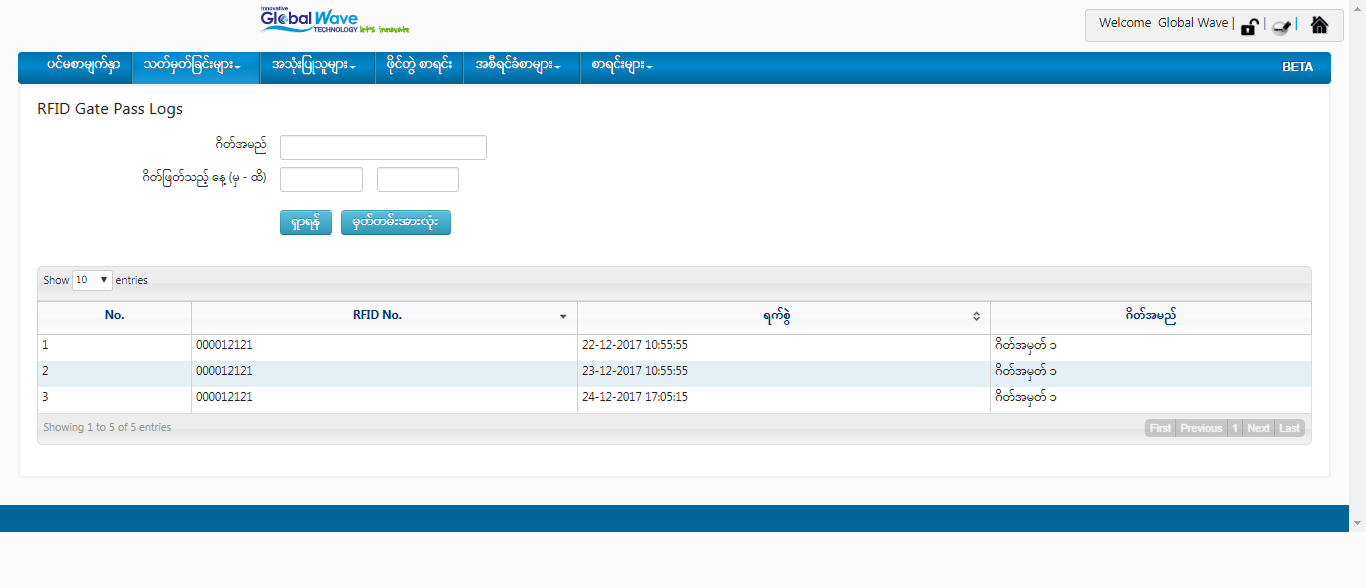 Innovative
Global Wave
TECHNOLOGY let's innovate
Welcome Global Wave | | |
ပင်မစာမျက်နှာ သတ်မှတ်ခြင်းများ အသုံးပြုသူများ ဖိုင်တွဲ စာရင်း အစီရင်ခံစာများ စာရင်းများ BETA
RFID Gate Pass Logs
ဂိတ်အမည်
ဂိတ်ဖြတ်သည့် နေ့ (မှ - ထိ)
ရှာရန် မှတ်တမ်းအားလုံး
Show 10 entries
No. RFID No. ရက်စွဲ ဂိတ်အမည်
1 000012121 22-12-2017 10:55:55 ဂိတ်အမှတ် ၁
2 000012121 23-12-2017 10:55:55 ဂိတ်အမှတ် ၁
3 000012121 24-12-2017 17:05:15 ဂိတ်အမှတ် ၁
Showing 1 to 5 of 5 entries First Previous 1 Next Last